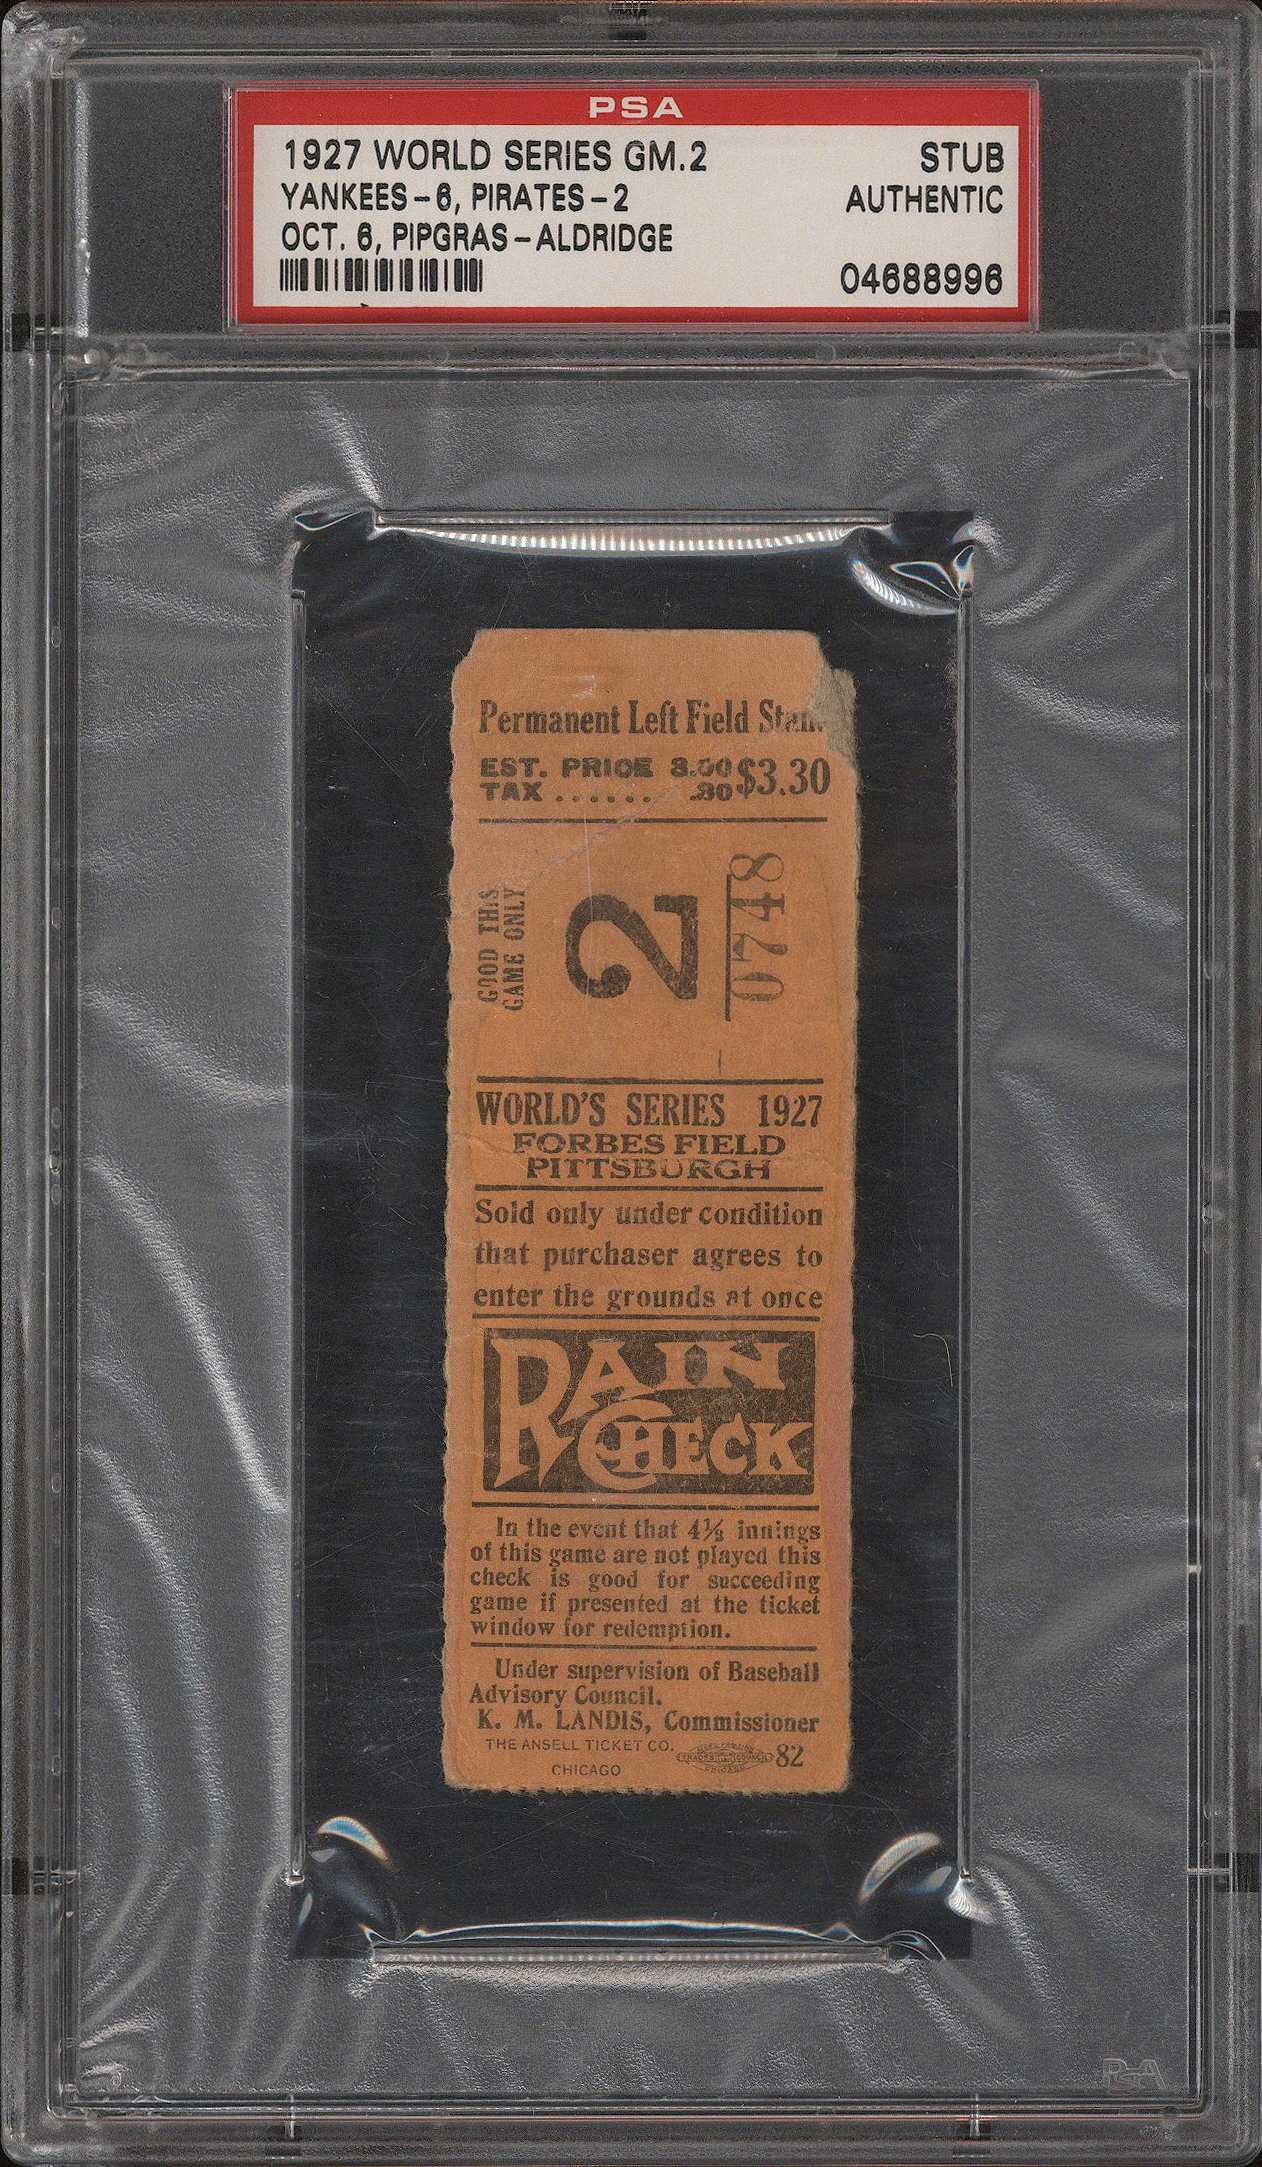 PSA
1927 WORLD SERIES GM.2 STUB
YANKEES-6, PIRATES-2 AUTHENTIC
OCT. 6, PIPGRAS-ALDRIDGE
04688996
Permanent Left Field
EST. PRICE 3.00 $3.30
TAX ...... .30
GOOD THIS
GAME ONLY
2
0748
WORLD'S SERIES 1927
FORBES FIELD
PITTSBURGH
Sold only under condition
that purchaser agrees to
enter the grounds at once
RAIN
CHECK
In the event that 4½ innings
of this game are not played this
check is good for succeeding
game if presented at the ticket
window for redemption.
Under supervision of Baseball
Advisory Council.
K. M. LANDIS, Commissioner
THE ANSELL TICKET CO. TRADES COUNCIL 82
CHICAGO
PSA